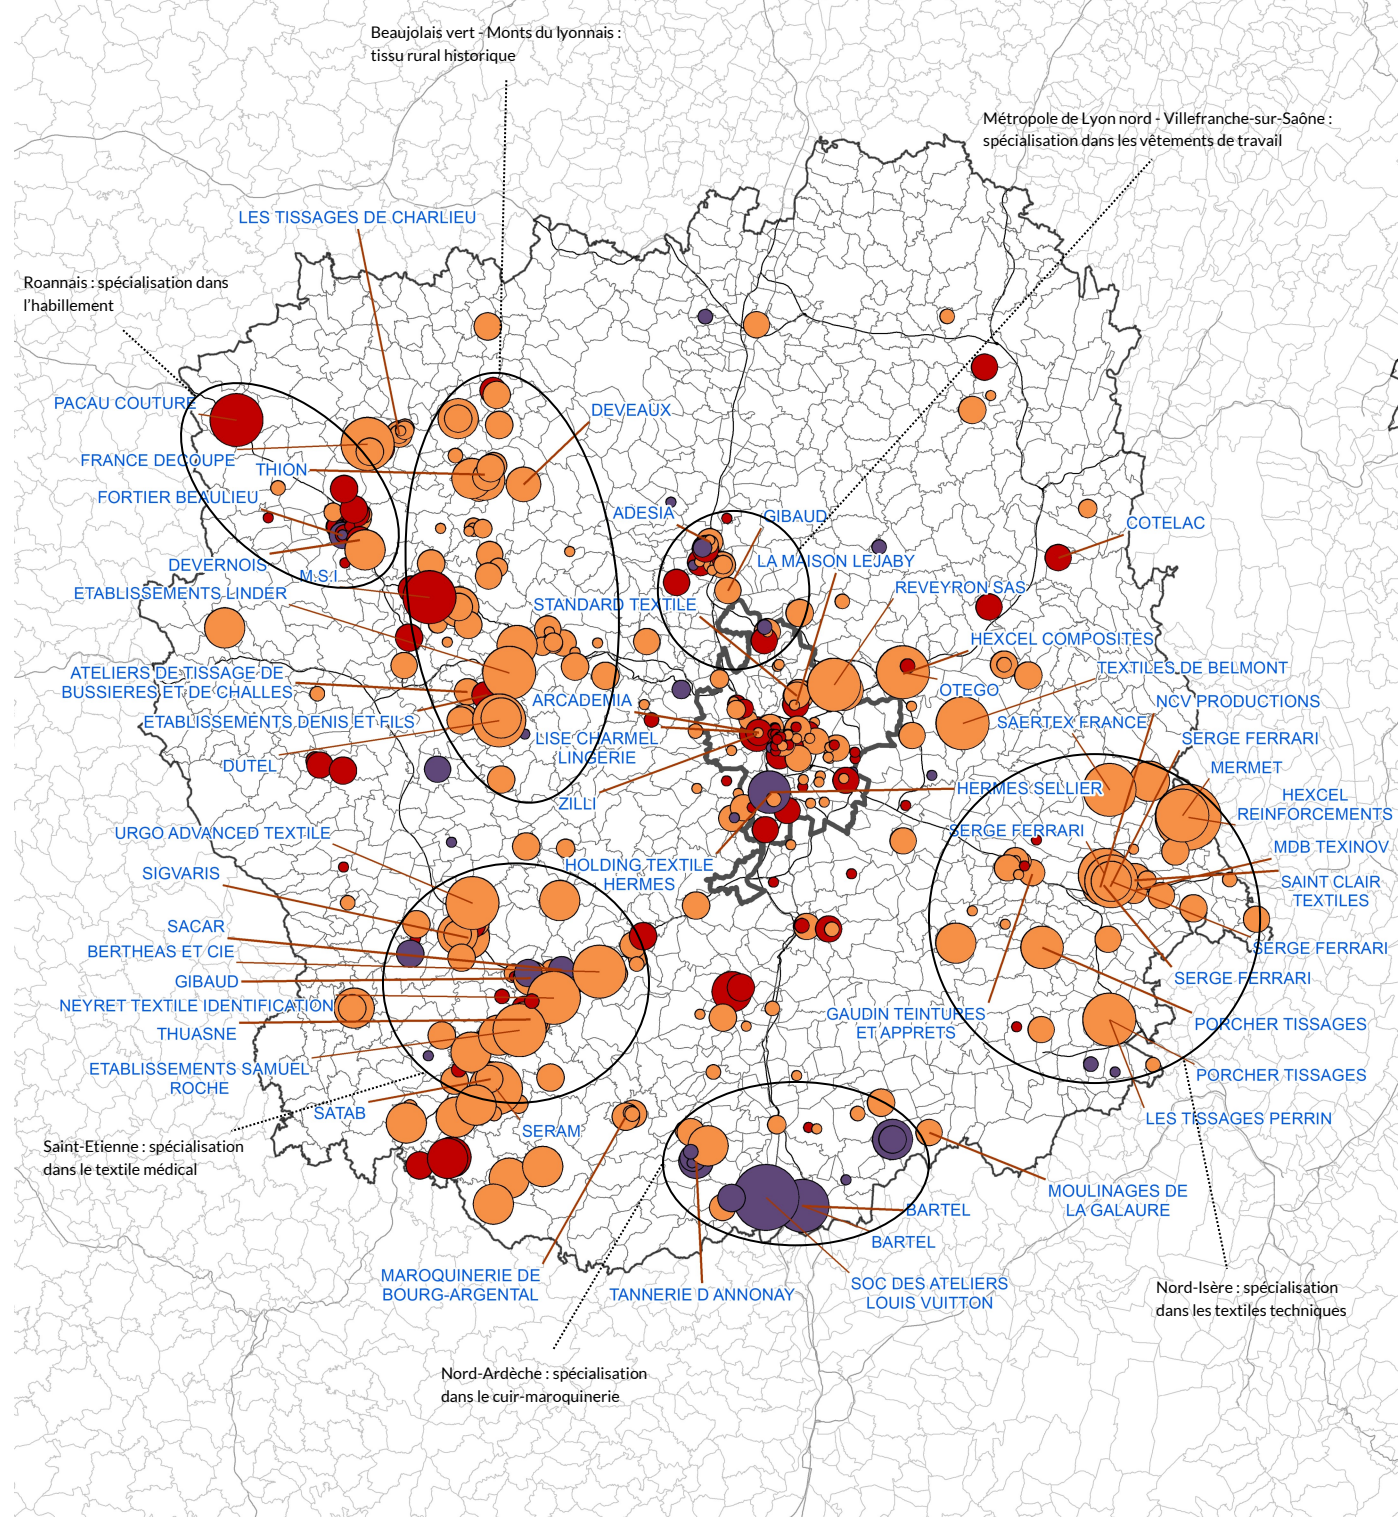 Beaujolais vert - Monts du lyonnais :
tissu rural historique
Métropole de Lyon nord - Villefranche-sur-Saône :
spécialisation dans les vêtements de travail
LES TISSAGES DE CHARLIEU
Roannais : spécialisation dans
l'habillement
PACAU COUTURE
DEVEAUX
FRANCE DECOUPE
THION
FORTIER BEAULIEU
ADESIA
GIBAUD
COTELAC
DEVERNOIS
M.S.I
LA MAISON LEJABY
ETABLISSEMENTS LINDER
STANDARD TEXTILE
REVEYRON SAS
HEXCEL COMPOSITES
TEXTILES DE BELMONT
ATELIERS DE TISSAGE DE
BUSSIERES ET DE CHALLES
OTEGO
ARCADEMIA
NCV PRODUCTIONS
ETABLISSEMENTS DENIS ET FILS
SAERTEX FRANCE
LISE CHARMEL
LINGERIE
SERGE FERRARI
DUTEL
MERMET
ZILLI
HERMES SELLIER
HEXCEL
REINFORCEMENTS
URGO ADVANCED TEXTILE
SERGE FERRARI
MDB TEXINOV
SIGVARIS
HOLDING TEXTILE
HERMES
SAINT CLAIR
TEXTILES
SACAR
BERTHEAS ET CIE
SERGE FERRARI
GIBAUD
SERGE FERRARI
NEYRET TEXTILE IDENTIFICATION
GAUDIN TEINTURES
ET APPRETS
PORCHER TISSAGES
THUASNE
ETABLISSEMENTS SAMUEL
ROCHE
PORCHER TISSAGES
SATAB
LES TISSAGES PERRIN
SERAM
Saint-Etienne : spécialisation
dans le textile médical
MOULINAGES DE
LA GALAURE
BARTEL
BARTEL
MAROQUINERIE DE
BOURG-ARGENTAL
TANNERIE D ANNONAY
SOC DES ATELIERS
LOUIS VUITTON
Nord-Isère : spécialisation
dans les textiles techniques
Nord-Ardèche : spécialisation
dans le cuir-maroquinerie